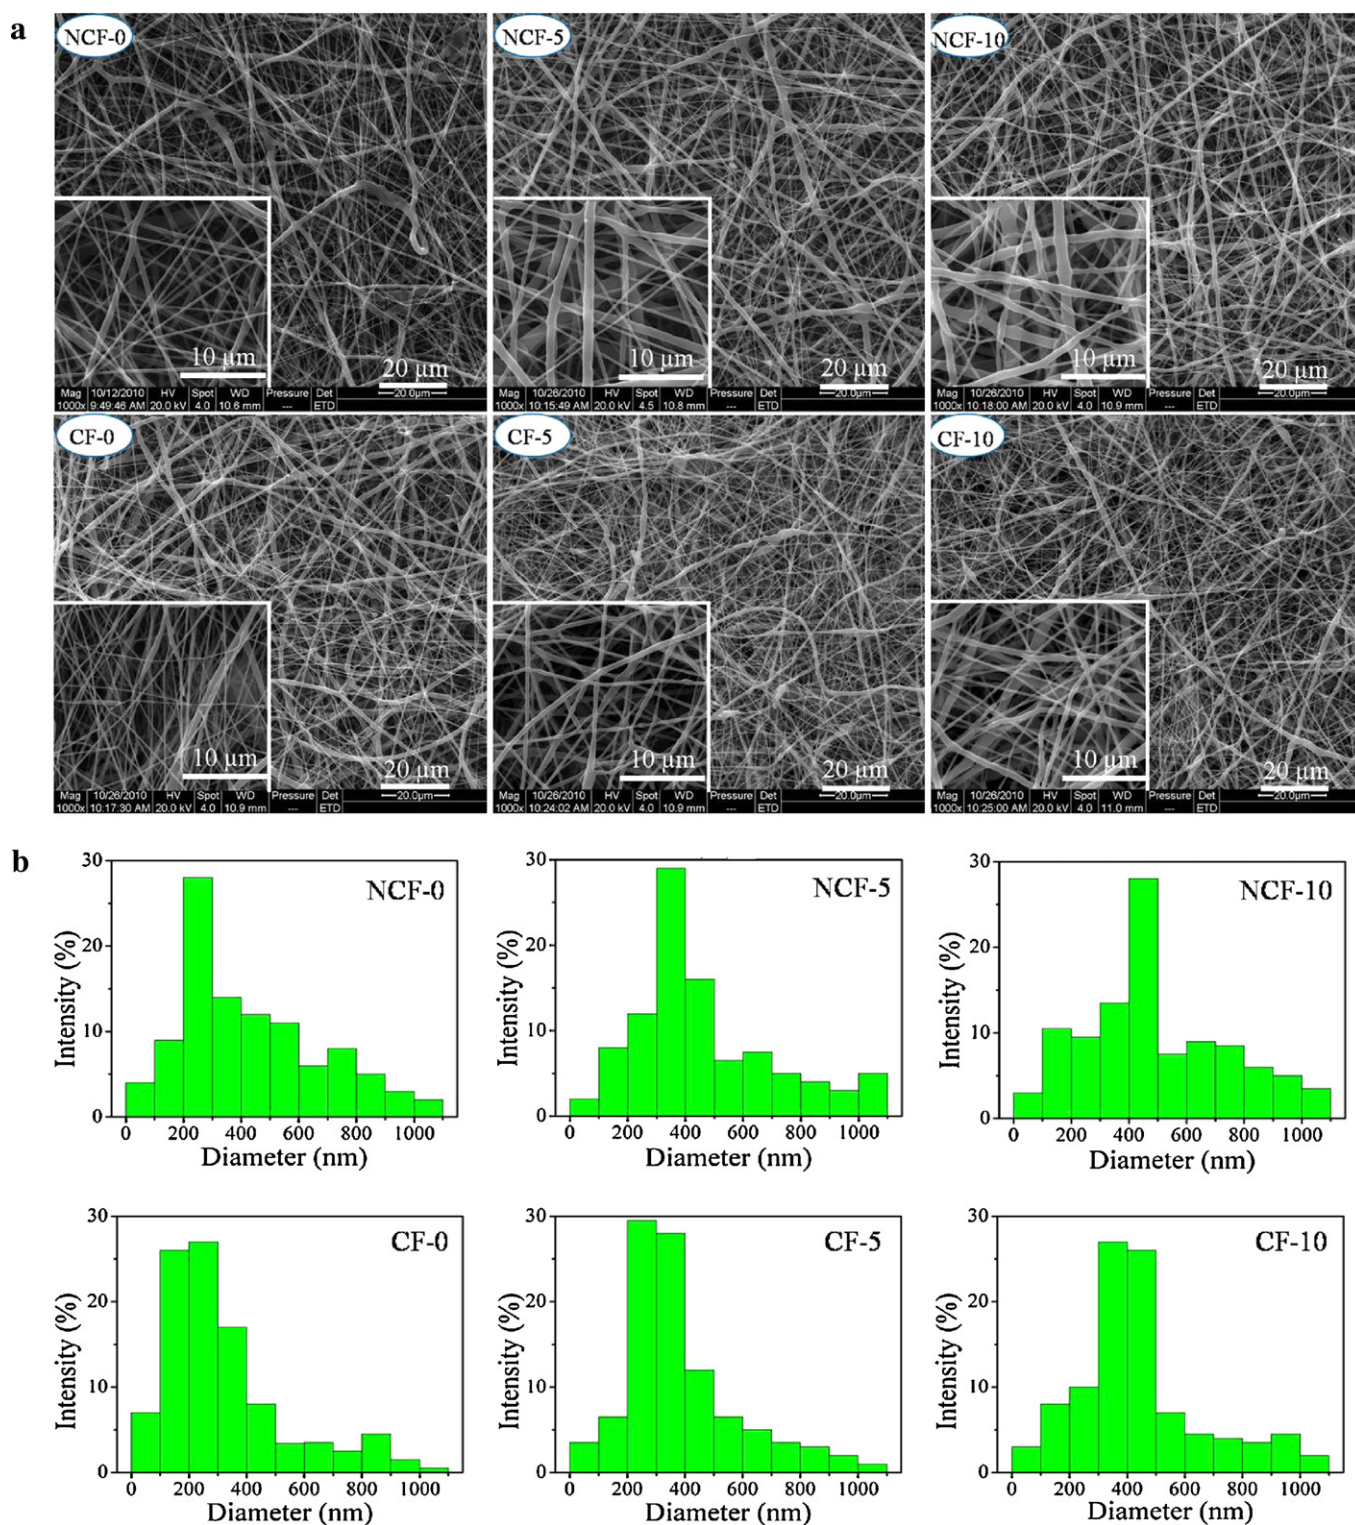 a
NCF-0
NCF-5
NCF-10
10 µm
20 µm
10 µm
20 µm
10 µm
20 µm
Mag 10/12/2010 HV Spot WD Pressure Det 20.0µm
1000x 9:49:46 AM 20.0 kV 4.0 10.6 mm --- ETD
Mag 10/26/2010 HV Spot WD Pressure Det 20.0µm
1000x 10:15:49 AM 20.0 kV 4.5 10.8 mm --- ETD
Mag 10/26/2010 HV Spot WD Pressure Det 20.0µm
1000x 10:18:00 AM 20.0 kV 4.0 10.9 mm --- ETD
CF-0
CF-5
CF-10
10 µm
20 µm
10 µm
20 µm
10 µm
20 µm
Mag 10/26/2010 HV Spot WD Pressure Det 20.0µm
1000x 10:17:30 AM 20.0 kV 4.0 10.9 mm --- ETD
Mag 10/26/2010 HV Spot WD Pressure Det 20.0µm
1000x 10:24:02 AM 20.0 kV 4.0 10.9 mm --- ETD
Mag 10/26/2010 HV Spot WD Pressure Det 20.0µm
1000x 10:25:00 AM 20.0 kV 4.0 11.0 mm --- ETD
b
NCF-0
Intensity (%)
30
20
10
0
0 200 400 600 800 1000
Diameter (nm)
NCF-5
Intensity (%)
30
20
10
0
0 200 400 600 800 1000
Diameter (nm)
NCF-10
Intensity (%)
30
20
10
0
0 200 400 600 800 1000
Diameter (nm)
CF-0
Intensity (%)
30
20
10
0
0 200 400 600 800 1000
Diameter (nm)
CF-5
Intensity (%)
30
20
10
0
0 200 400 600 800 1000
Diameter (nm)
CF-10
Intensity (%)
30
20
10
0
0 200 400 600 800 1000
Diameter (nm)